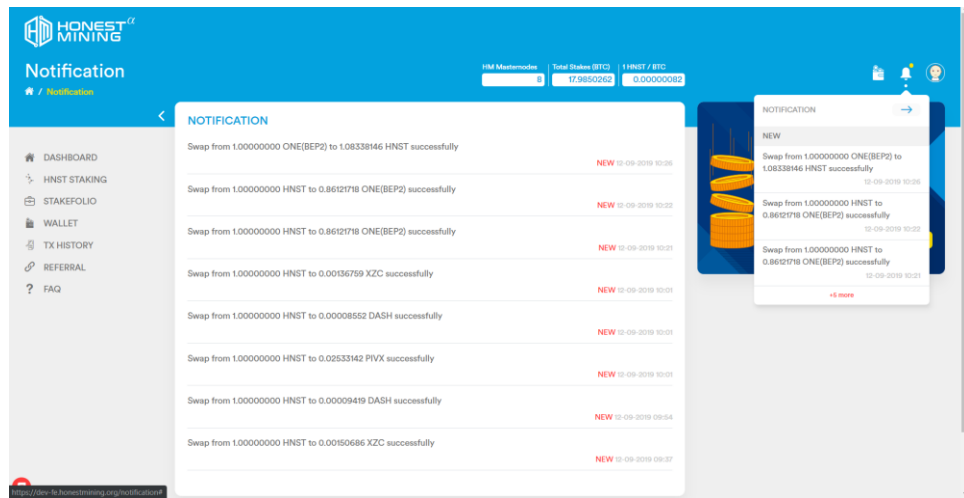 HONEST α
MINING
Notification
/ Notification
HM Masternodes
8
Total Stakes (BTC)
17.9850262
1 HNST / BTC
0.00000082
DASHBOARD
HNST STAKING
STAKEFOLIO
WALLET
TX HISTORY
REFERRAL
? FAQ
NOTIFICATION
Swap from 1.00000000 ONE(BEP2) to 1.08338146 HNST successfully
NEW 12-09-2019 10:26
Swap from 1.00000000 HNST to 0.86121718 ONE(BEP2) successfully
NEW 12-09-2019 10:22
Swap from 1.00000000 HNST to 0.86121718 ONE(BEP2) successfully
NEW 12-09-2019 10:21
Swap from 1.00000000 HNST to 0.00136759 XZC successfully
NEW 12-09-2019 10:01
Swap from 1.00000000 HNST to 0.00008552 DASH successfully
NEW 12-09-2019 10:01
Swap from 1.00000000 HNST to 0.02533142 PIVX successfully
NEW 12-09-2019 10:01
Swap from 1.00000000 HNST to 0.00009419 DASH successfully
NEW 12-09-2019 09:54
Swap from 1.00000000 HNST to 0.00150686 XZC successfully
NEW 12-09-2019 09:37
NOTIFICATION
NEW
Swap from 1.00000000 ONE(BEP2) to
1.08338146 HNST successfully
12-09-2019 10:26
Swap from 1.00000000 HNST to
0.86121718 ONE(BEP2) successfully
12-09-2019 10:22
Swap from 1.00000000 HNST to
0.86121718 ONE(BEP2) successfully
12-09-2019 10:21
+5 more
https://dev-fe.honestmining.org/notification#